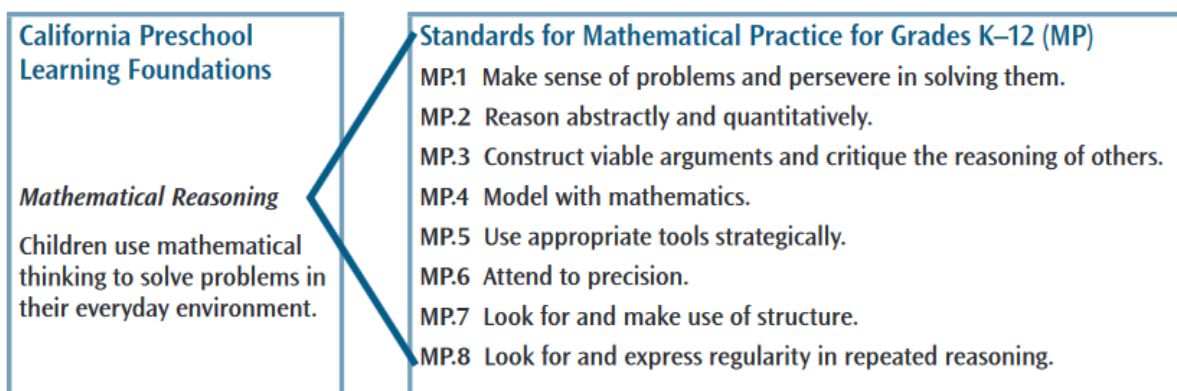 California Preschool
Learning Foundations
Mathematical Reasoning
Children use mathematical
thinking to solve problems in
their everyday environment.
Standards for Mathematical Practice for Grades K–12 (MP)
MP.1 Make sense of problems and persevere in solving them.
MP.2 Reason abstractly and quantitatively.
MP.3 Construct viable arguments and critique the reasoning of others.
MP.4 Model with mathematics.
MP.5 Use appropriate tools strategically.
MP.6 Attend to precision.
MP.7 Look for and make use of structure.
MP.8 Look for and express regularity in repeated reasoning.